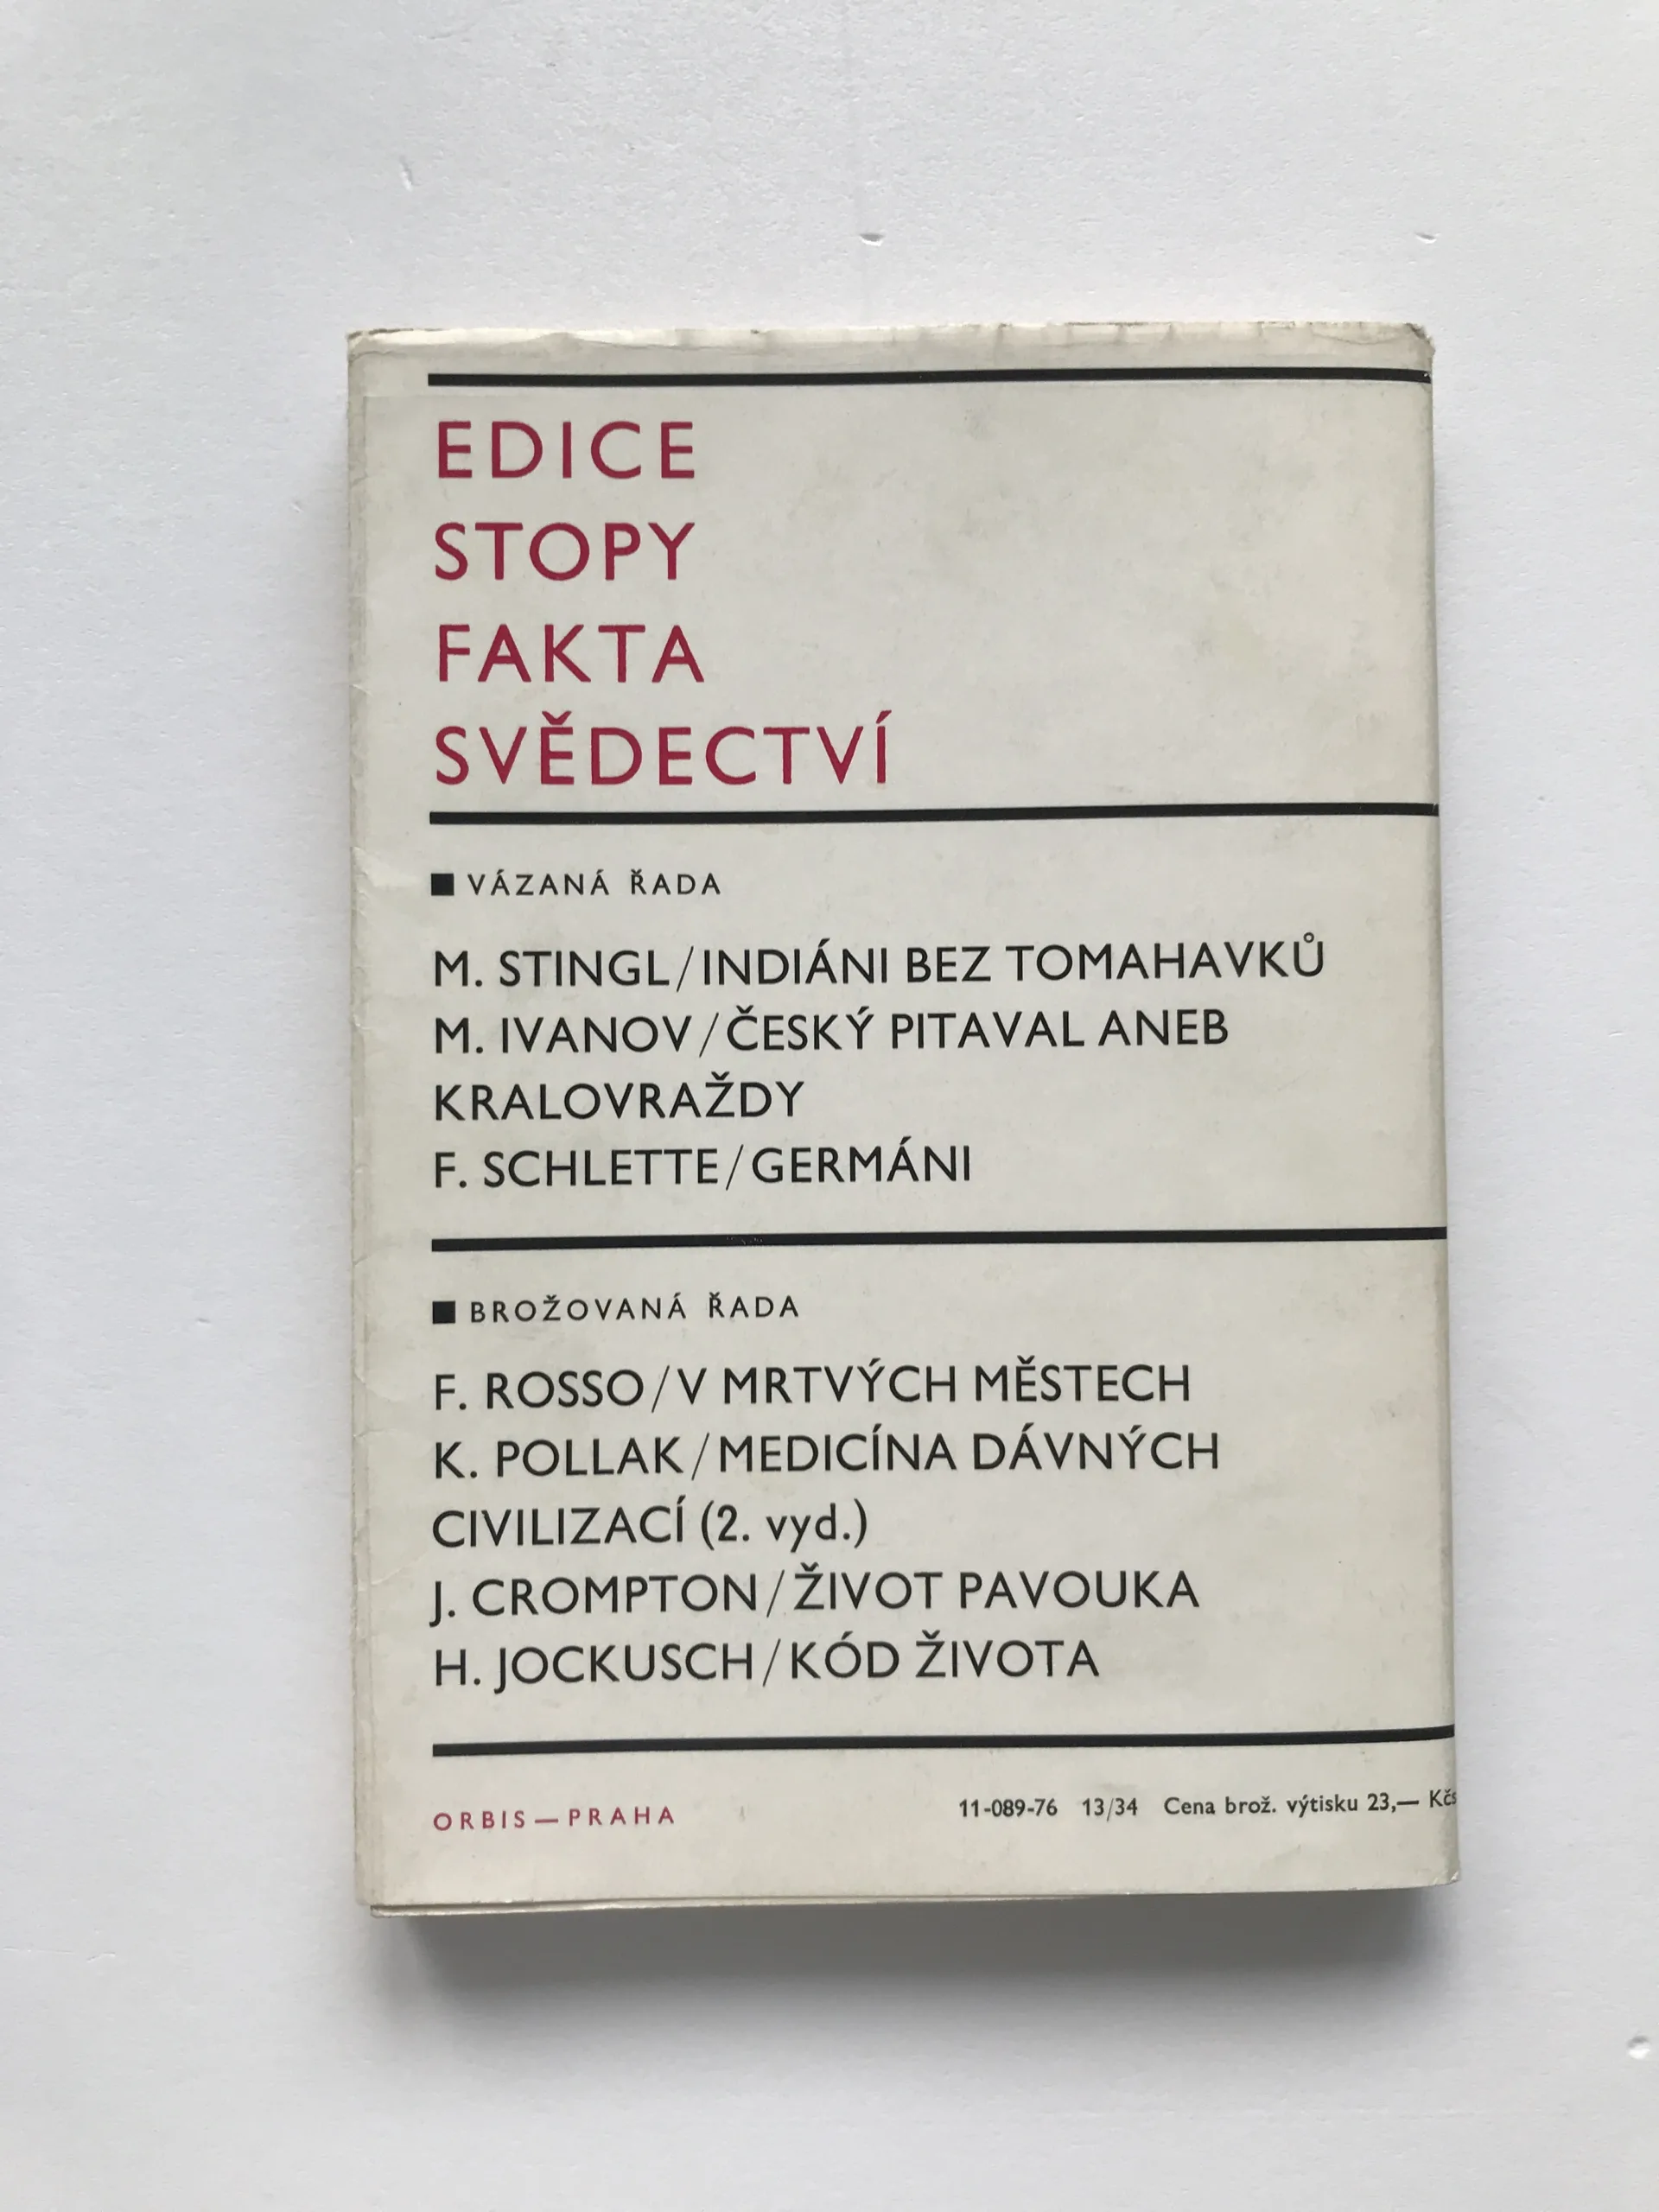 EDICE
STOPY
FAKTA
SVĚDECTVÍ
■ VÁZANÁ ŘADA
M. STINGL/INDIÁNI BEZ TOMAHAVKŮ
M. IVANOV/ČESKÝ PITAVAL ANEB
KRALOVRAŽDY
F. SCHLETTE/GERMÁNI
■ BROŽOVANÁ ŘADA
F. ROSSO/V MRTVÝCH MĚSTECH
K. POLLAK/MEDICÍNA DÁVNÝCH
CIVILIZACÍ (2. vyd.)
J. CROMPTON/ŽIVOT PAVOUKA
H. JOCKUSCH/KÓD ŽIVOTA
ORBIS—PRAHA 11-089-76 13/34 Cena brož. výtisku 23,— Kčs